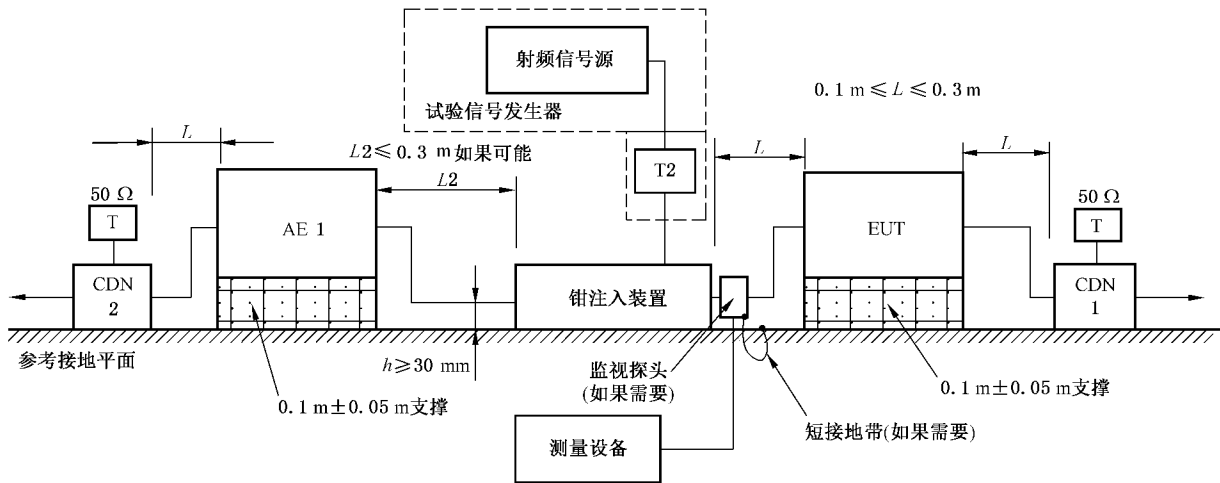 射频信号源
0.1 m ≤ L ≤ 0.3 m
试验信号发生器
L
L2≤0.3 m如果可能
L
L
T2
L2
50 Ω
T
AE 1
EUT
50 Ω
T
CDN
2
钳注入装置
CDN
1
参考接地平面
h≥30 mm
监视探头
(如果需要)
0.1 m±0.05 m支撑
0.1 m±0.05 m支撑
短接地带(如果需要)
测量设备